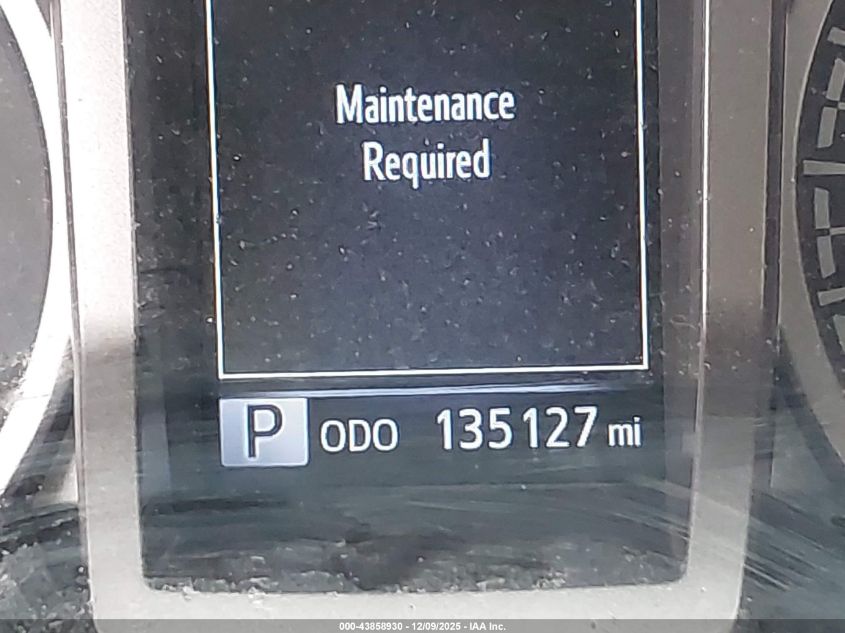 Maintenance
Required
P ODO 135127 mi
000-43858930 - 12/09/2025 - IAA Inc.